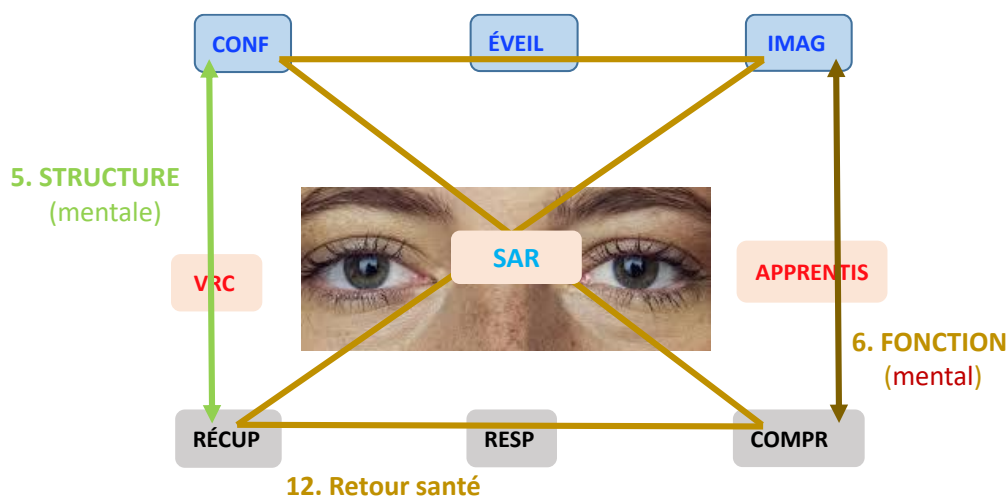 CONF
ÉVEIL
IMAG
5. STRUCTURE
(mentale)
SAR
VRC
APPRENTIS
6. FONCTION
(mental)
RÉCUP
RESP
COMPR
12. Retour santé